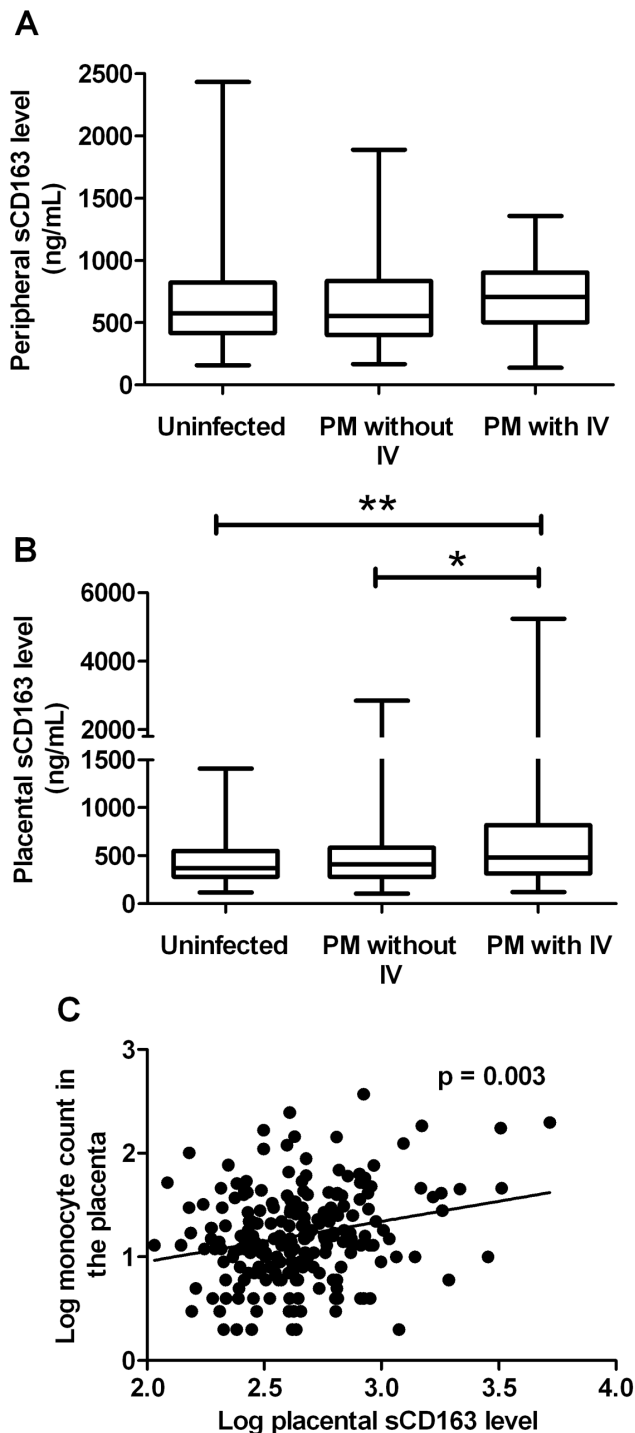 A
Peripheral sCD163 level
(ng/mL)
2500
2000
1500
1000
500
0
Uninfected
PM without
IV
PM with IV
**
B
*
Placental sCD163 level
(ng/mL)
6000
4000
2000
1500
1000
500
0
Uninfected
PM without
IV
PM with IV
C
Log monocyte count in
the placenta
3
2
1
0
p = 0.003
2.0
2.5
3.0
3.5
4.0
Log placental sCD163 level